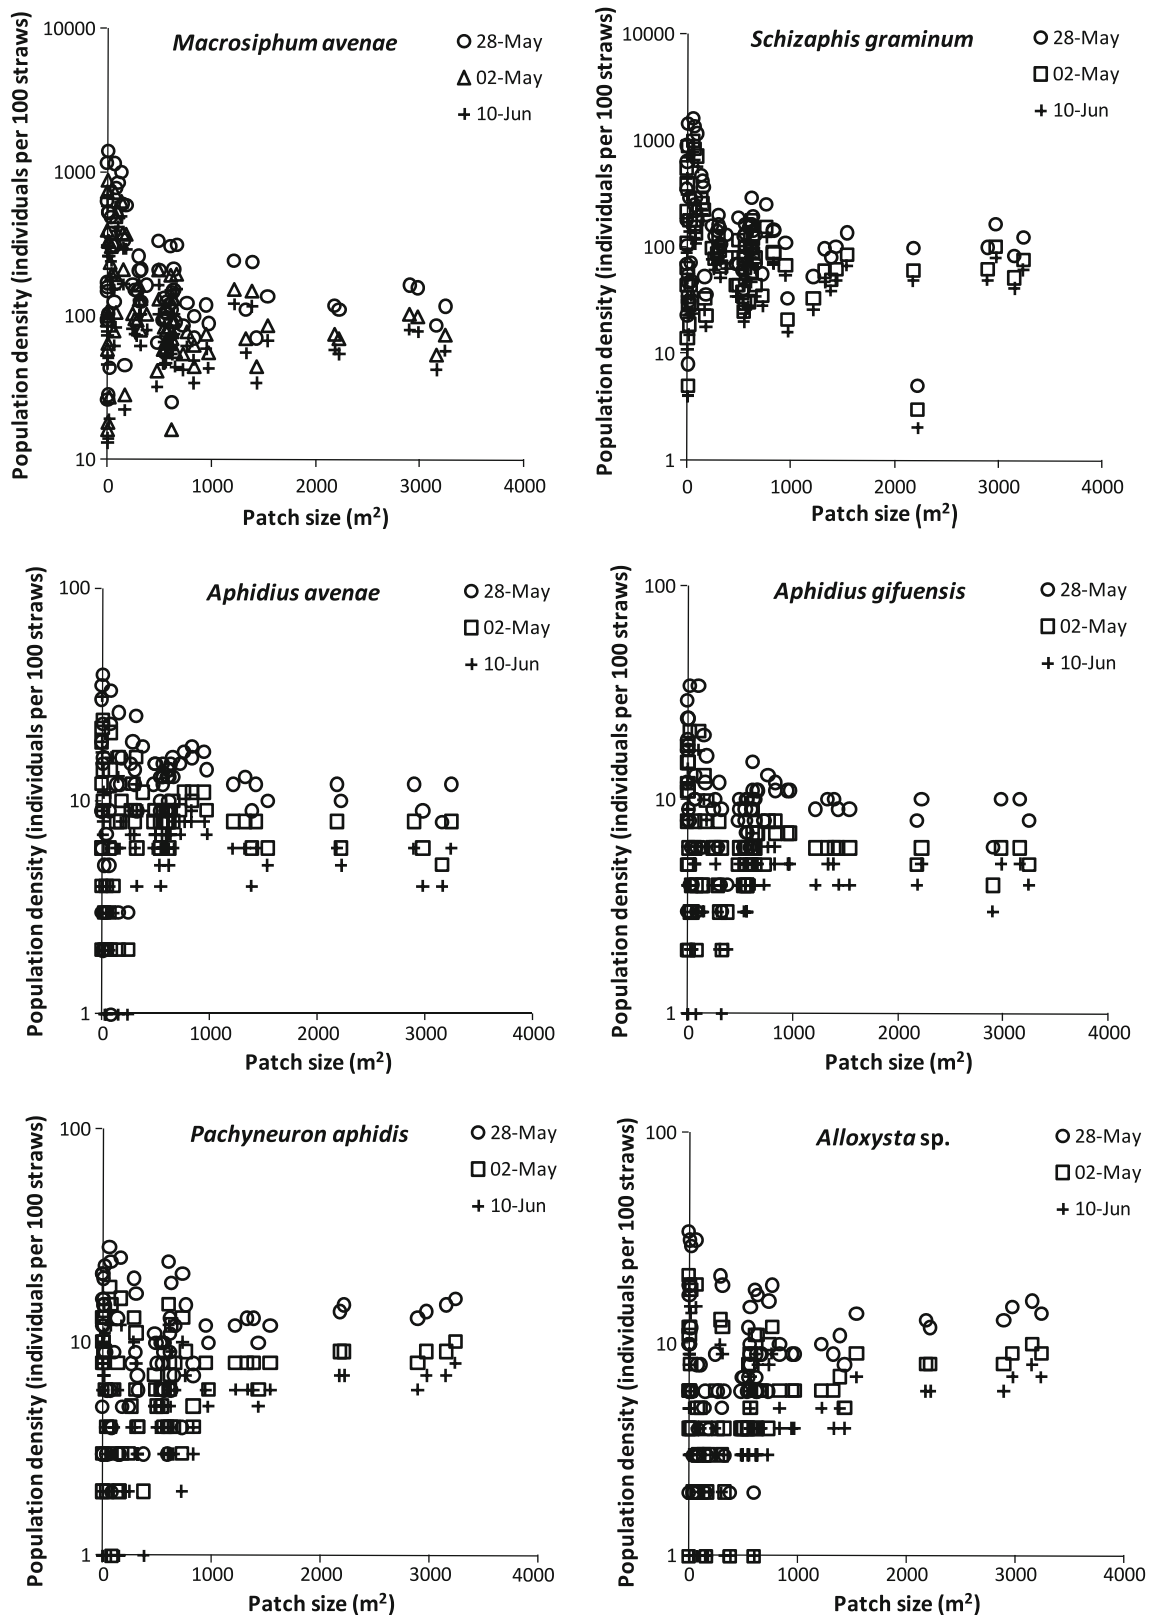 Macrosiphum avenae
28-May
02-May
10-Jun
Population density (individuals per 100 straws)
10000
1000
100
10
0 1000 2000 3000 4000
Patch size (m²)
Schizaphis graminum
28-May
02-May
10-Jun
Population density (individuals per 100 straws)
10000
1000
100
10
1
0 1000 2000 3000 4000
Patch size (m²)
Aphidius avenae
28-May
02-May
10-Jun
Population density (individuals per 100 straws)
100
10
1
0 1000 2000 3000 4000
Patch size (m²)
Aphidius gifuensis
28-May
02-May
10-Jun
Population density (individuals per 100 straws)
100
10
1
0 1000 2000 3000 4000
Patch size (m²)
Pachyneuron aphidis
28-May
02-May
10-Jun
Population density (individuals per 100 straws)
100
10
1
0 1000 2000 3000 4000
Patch size (m²)
Alloxysta sp.
28-May
02-May
10-Jun
Population density (individuals per 100 straws)
100
10
1
0 1000 2000 3000 4000
Patch size (m²)